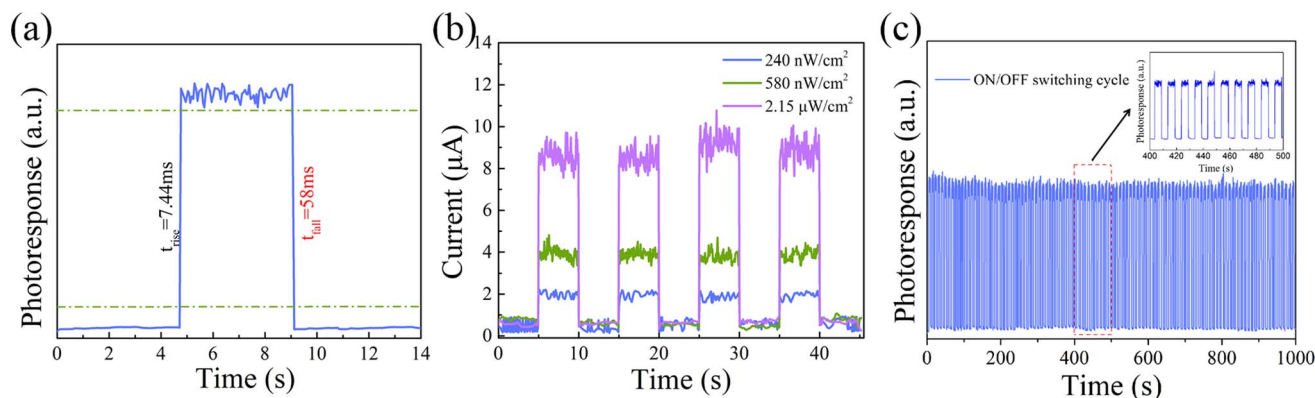 (a)
Photoresponse (a.u.)
t_rise=7.44ms
t_fall=58ms
0 2 4 6 8 10 12 14
Time (s)
(b)
Current (μA)
14
12
10
8
6
4
2
0
240 nW/cm²
580 nW/cm²
2.15 μW/cm²
0 10 20 30 40
Time (s)
(c)
Photoresponse (a.u.)
ON/OFF switching cycle
Photoresponse (a.u.)
400 420 440 460 480 500
Time (s)
0 200 400 600 800 1000
Time (s)